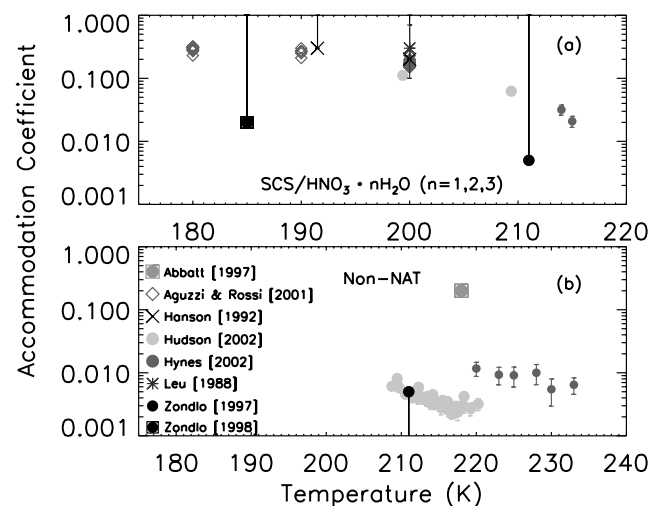 Accommodation Coefficient
1.000
0.100
0.010
0.001
(a)
SCS/HNO₃ • nH₂O (n=1,2,3)
180 190 200 210 220
1.000
0.100
0.010
0.001
Non-NAT
(b)
Abbatt [1997]
Aguzzi & Rossi [2001]
Hanson [1992]
Hudson [2002]
Hynes [2002]
Leu [1988]
Zondlo [1997]
Zondlo [1998]
180 190 200 210 220 230 240
Temperature (K)